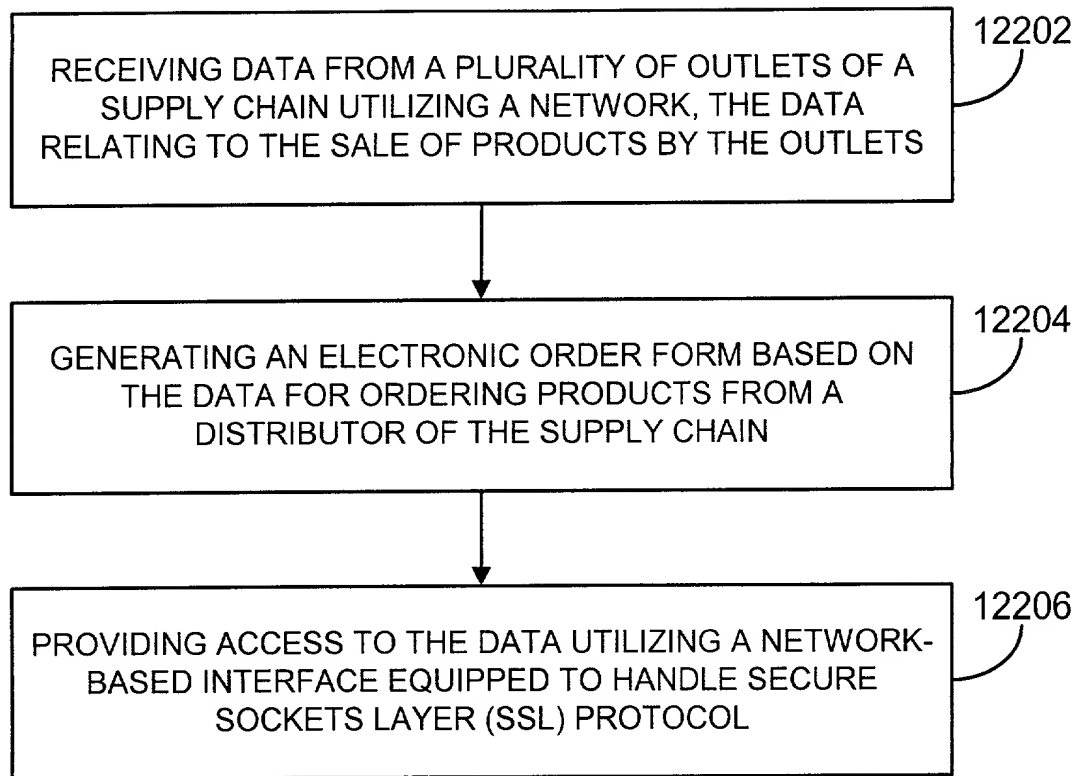 12202
RECEIVING DATA FROM A PLURALITY OF OUTLETS OF A
SUPPLY CHAIN UTILIZING A NETWORK, THE DATA
RELATING TO THE SALE OF PRODUCTS BY THE OUTLETS
12204
GENERATING AN ELECTRONIC ORDER FORM BASED ON
THE DATA FOR ORDERING PRODUCTS FROM A
DISTRIBUTOR OF THE SUPPLY CHAIN
12206
PROVIDING ACCESS TO THE DATA UTILIZING A NETWORK-
BASED INTERFACE EQUIPPED TO HANDLE SECURE
SOCKETS LAYER (SSL) PROTOCOL